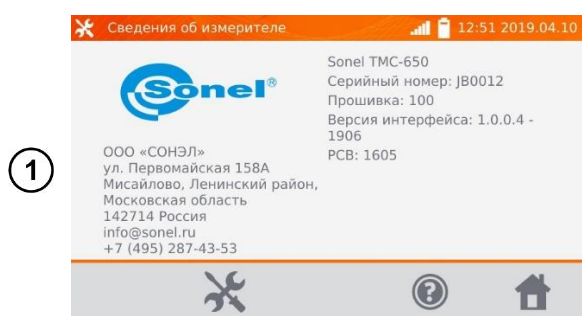 Сведения об измерителе
12:51 2019.04.10
Sonel®
Sonel TMC-650
Серийный номер: JB0012
Прошивка: 100
Версия интерфейса: 1.0.0.4 -
1906
PCB: 1605
ООО «СОНЭЛ»
ул. Первомайская 158А
Мисайлово, Ленинский район,
Московская область
142714 Россия
info@sonel.ru
+7 (495) 287-43-53
1
?